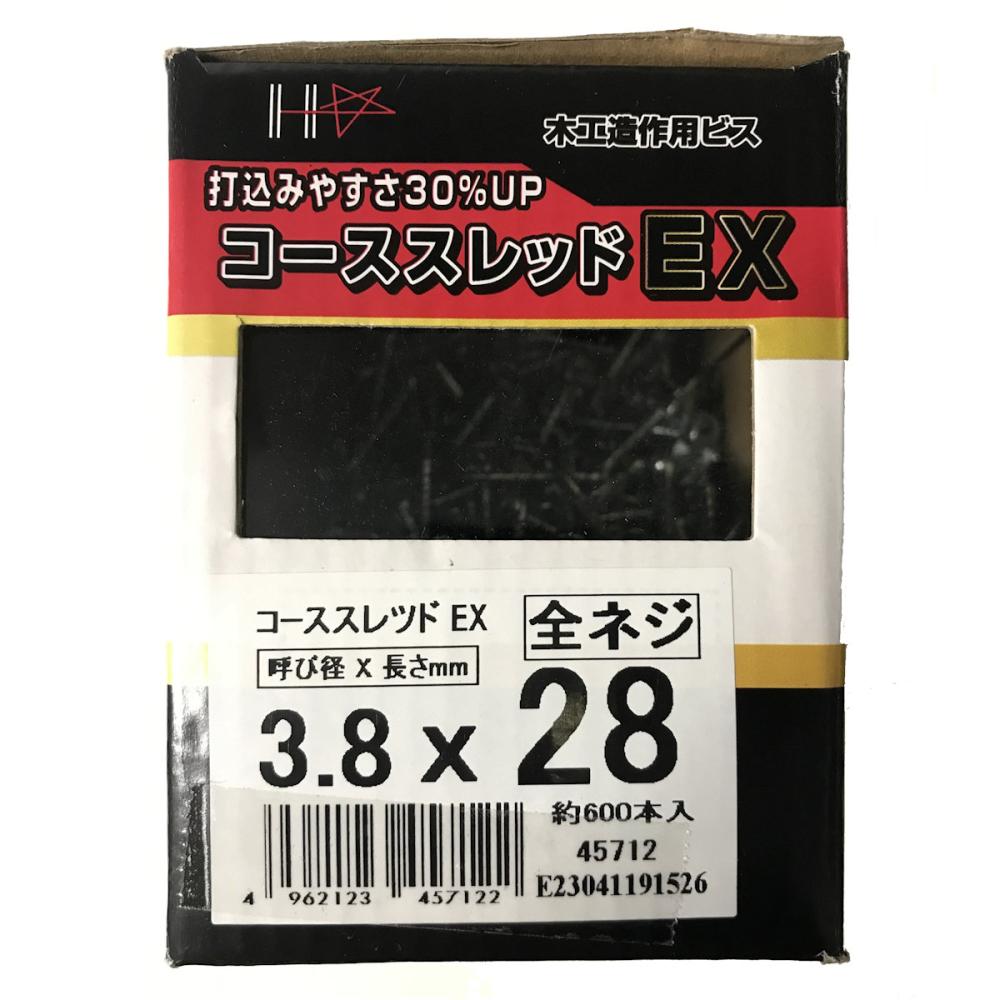 H☆
木工造作用ビス
打込みやすさ30%UP
コーススレッドEX
コーススレツド EX
全ネジ
呼び径 X 長さmm
3.8 x 28
約600本入
45712
E23041191526
4 962123 457122